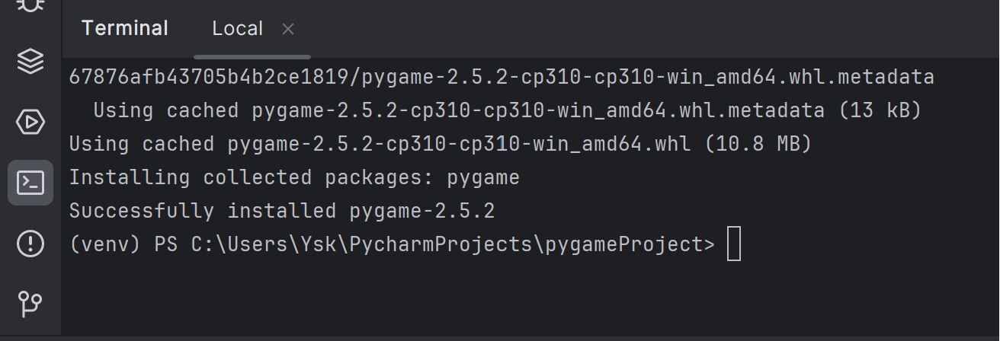 Terminal Local
67876afb43705b4b2ce1819/pygame-2.5.2-cp310-cp310-win_amd64.whl.metadata
Using cached pygame-2.5.2-cp310-cp310-win_amd64.whl.metadata (13 kB)
Using cached pygame-2.5.2-cp310-cp310-win_amd64.whl (10.8 MB)
Installing collected packages: pygame
Successfully installed pygame-2.5.2
(venv) PS C:\Users\Ysk\PycharmProjects\pygameProject>